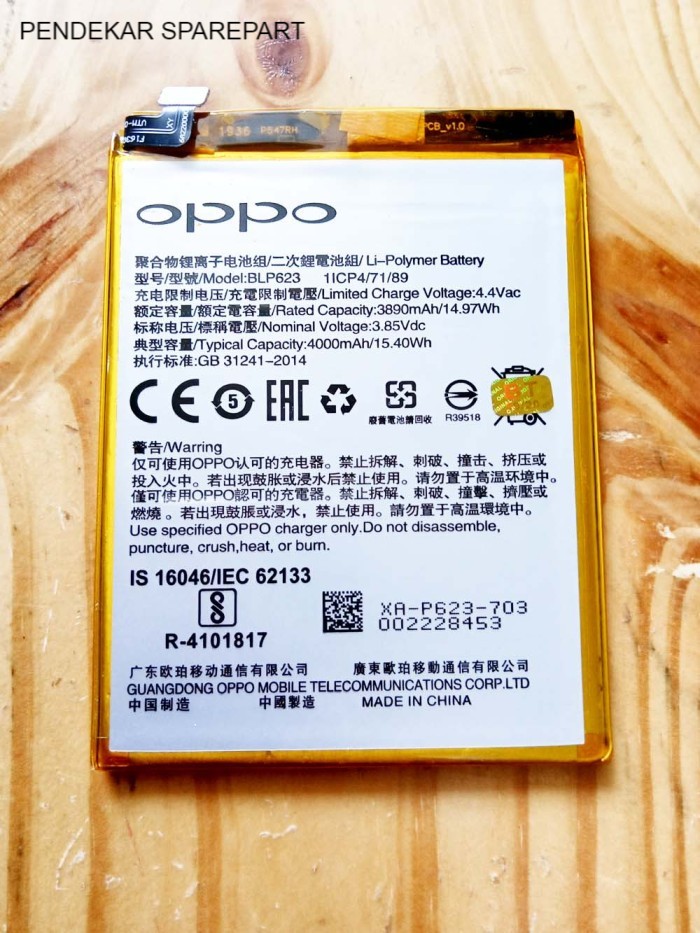 PENDEKAR SPAREPART
1936 R547RH
PCB_v1.0
oppo
聚合物锂离子电池组/二次鋰電池組/ Li-Polymer Battery
型号/型號/Model:BLP623 1ICP4/71/89
充电限制电压/充電限制電壓/Limited Charge Voltage:4.4Vac
额定容量/額定電容量/Rated Capacity:3890mAh/14.97Wh
标称电压/標稱電壓/Nominal Voltage:3.85Vdc
典型容量/Typical Capacity:4000mAh/15.40Wh
执行标准:GB 31241-2014
CE 5 EAC
廢舊電池請回收 R39518
警告/Warring
仅可使用OPPO认可的充电器。禁止拆解、刺破、撞击、挤压或
投入火中。若出现鼓胀或浸水后禁止使用。请勿置于高温环境中。
僅可使用OPPO認可的充電器。禁止拆解、刺破、撞擊、擠壓或
燃燒。若出現鼓脹或浸水，禁止使用。請勿置于高溫環境中。
Use specified OPPO charger only.Do not disassemble,
puncture, crush,heat, or burn.
IS 16046/IEC 62133
R-4101817
XA-P623-703
002228453
广东欧珀移动通信有限公司 廣東歐珀移動通信有限公司
GUANGDONG OPPO MOBILE TELECOMMUNICATIONS CORP.LTD
中国制造 中國製造 MADE IN CHINA